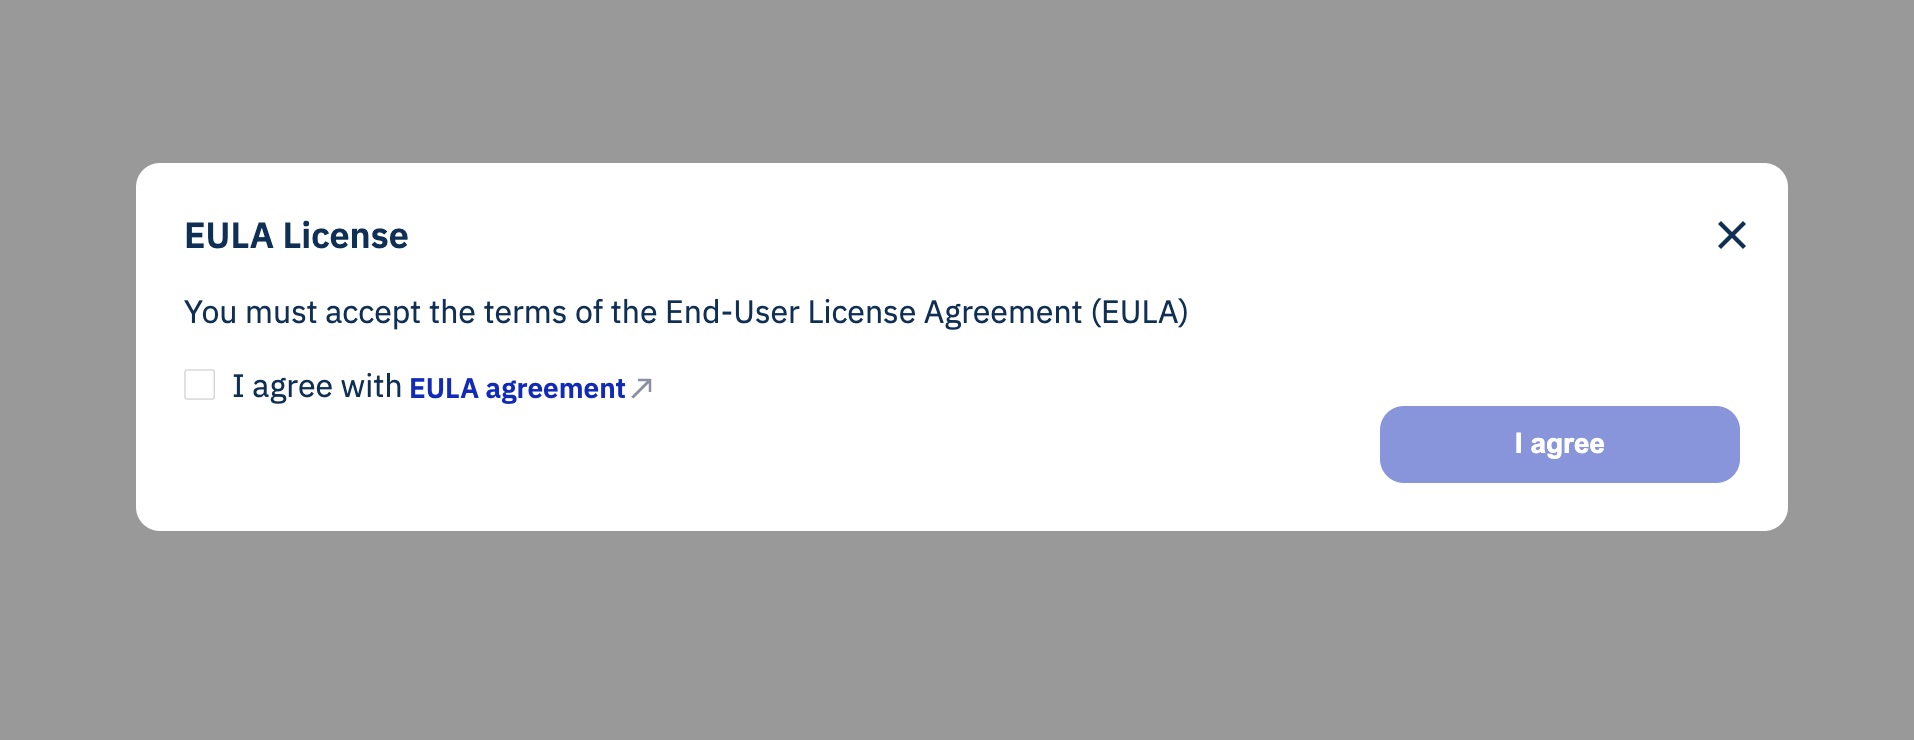 EULA License
You must accept the terms of the End-User License Agreement (EULA)
I agree with EULA agreement
I agree